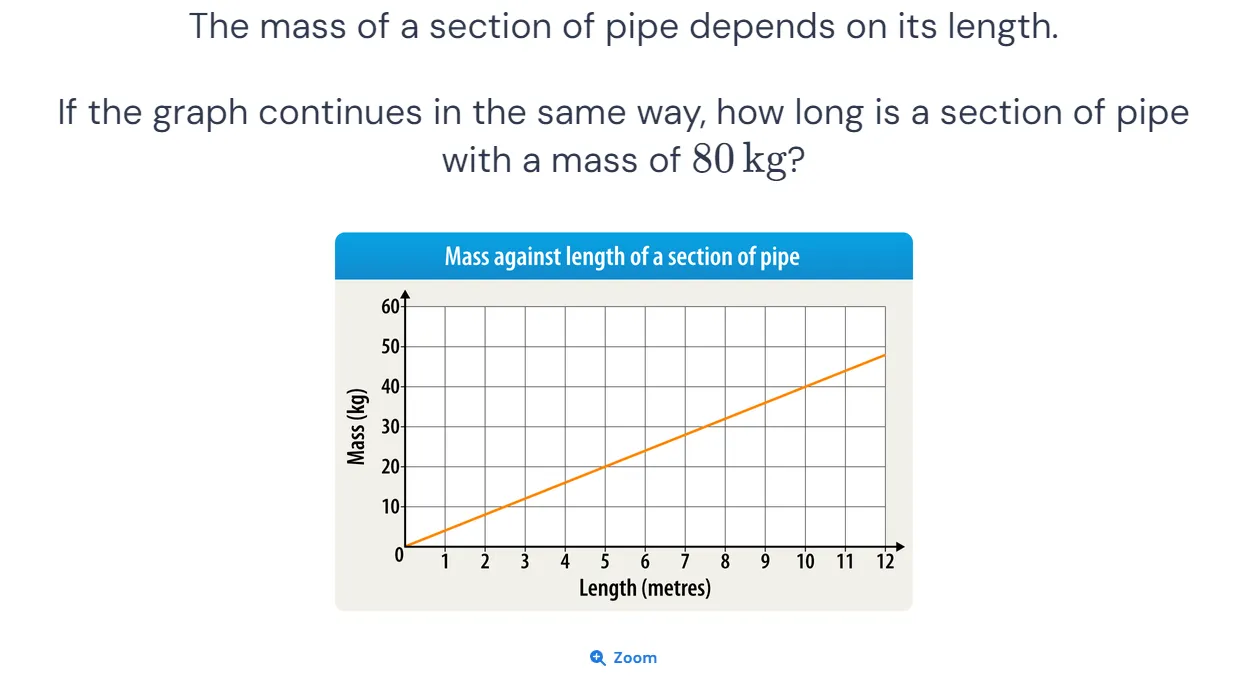 The mass of a section of pipe depends on its length.
If the graph continues in the same way, how long is a section of pipe
with a mass of 80 kg?
Mass against length of a section of pipe
60
50
40
30
20
10
0
Mass (kg)
1 2 3 4 5 6 7 8 9 10 11 12
Length (metres)
Zoom